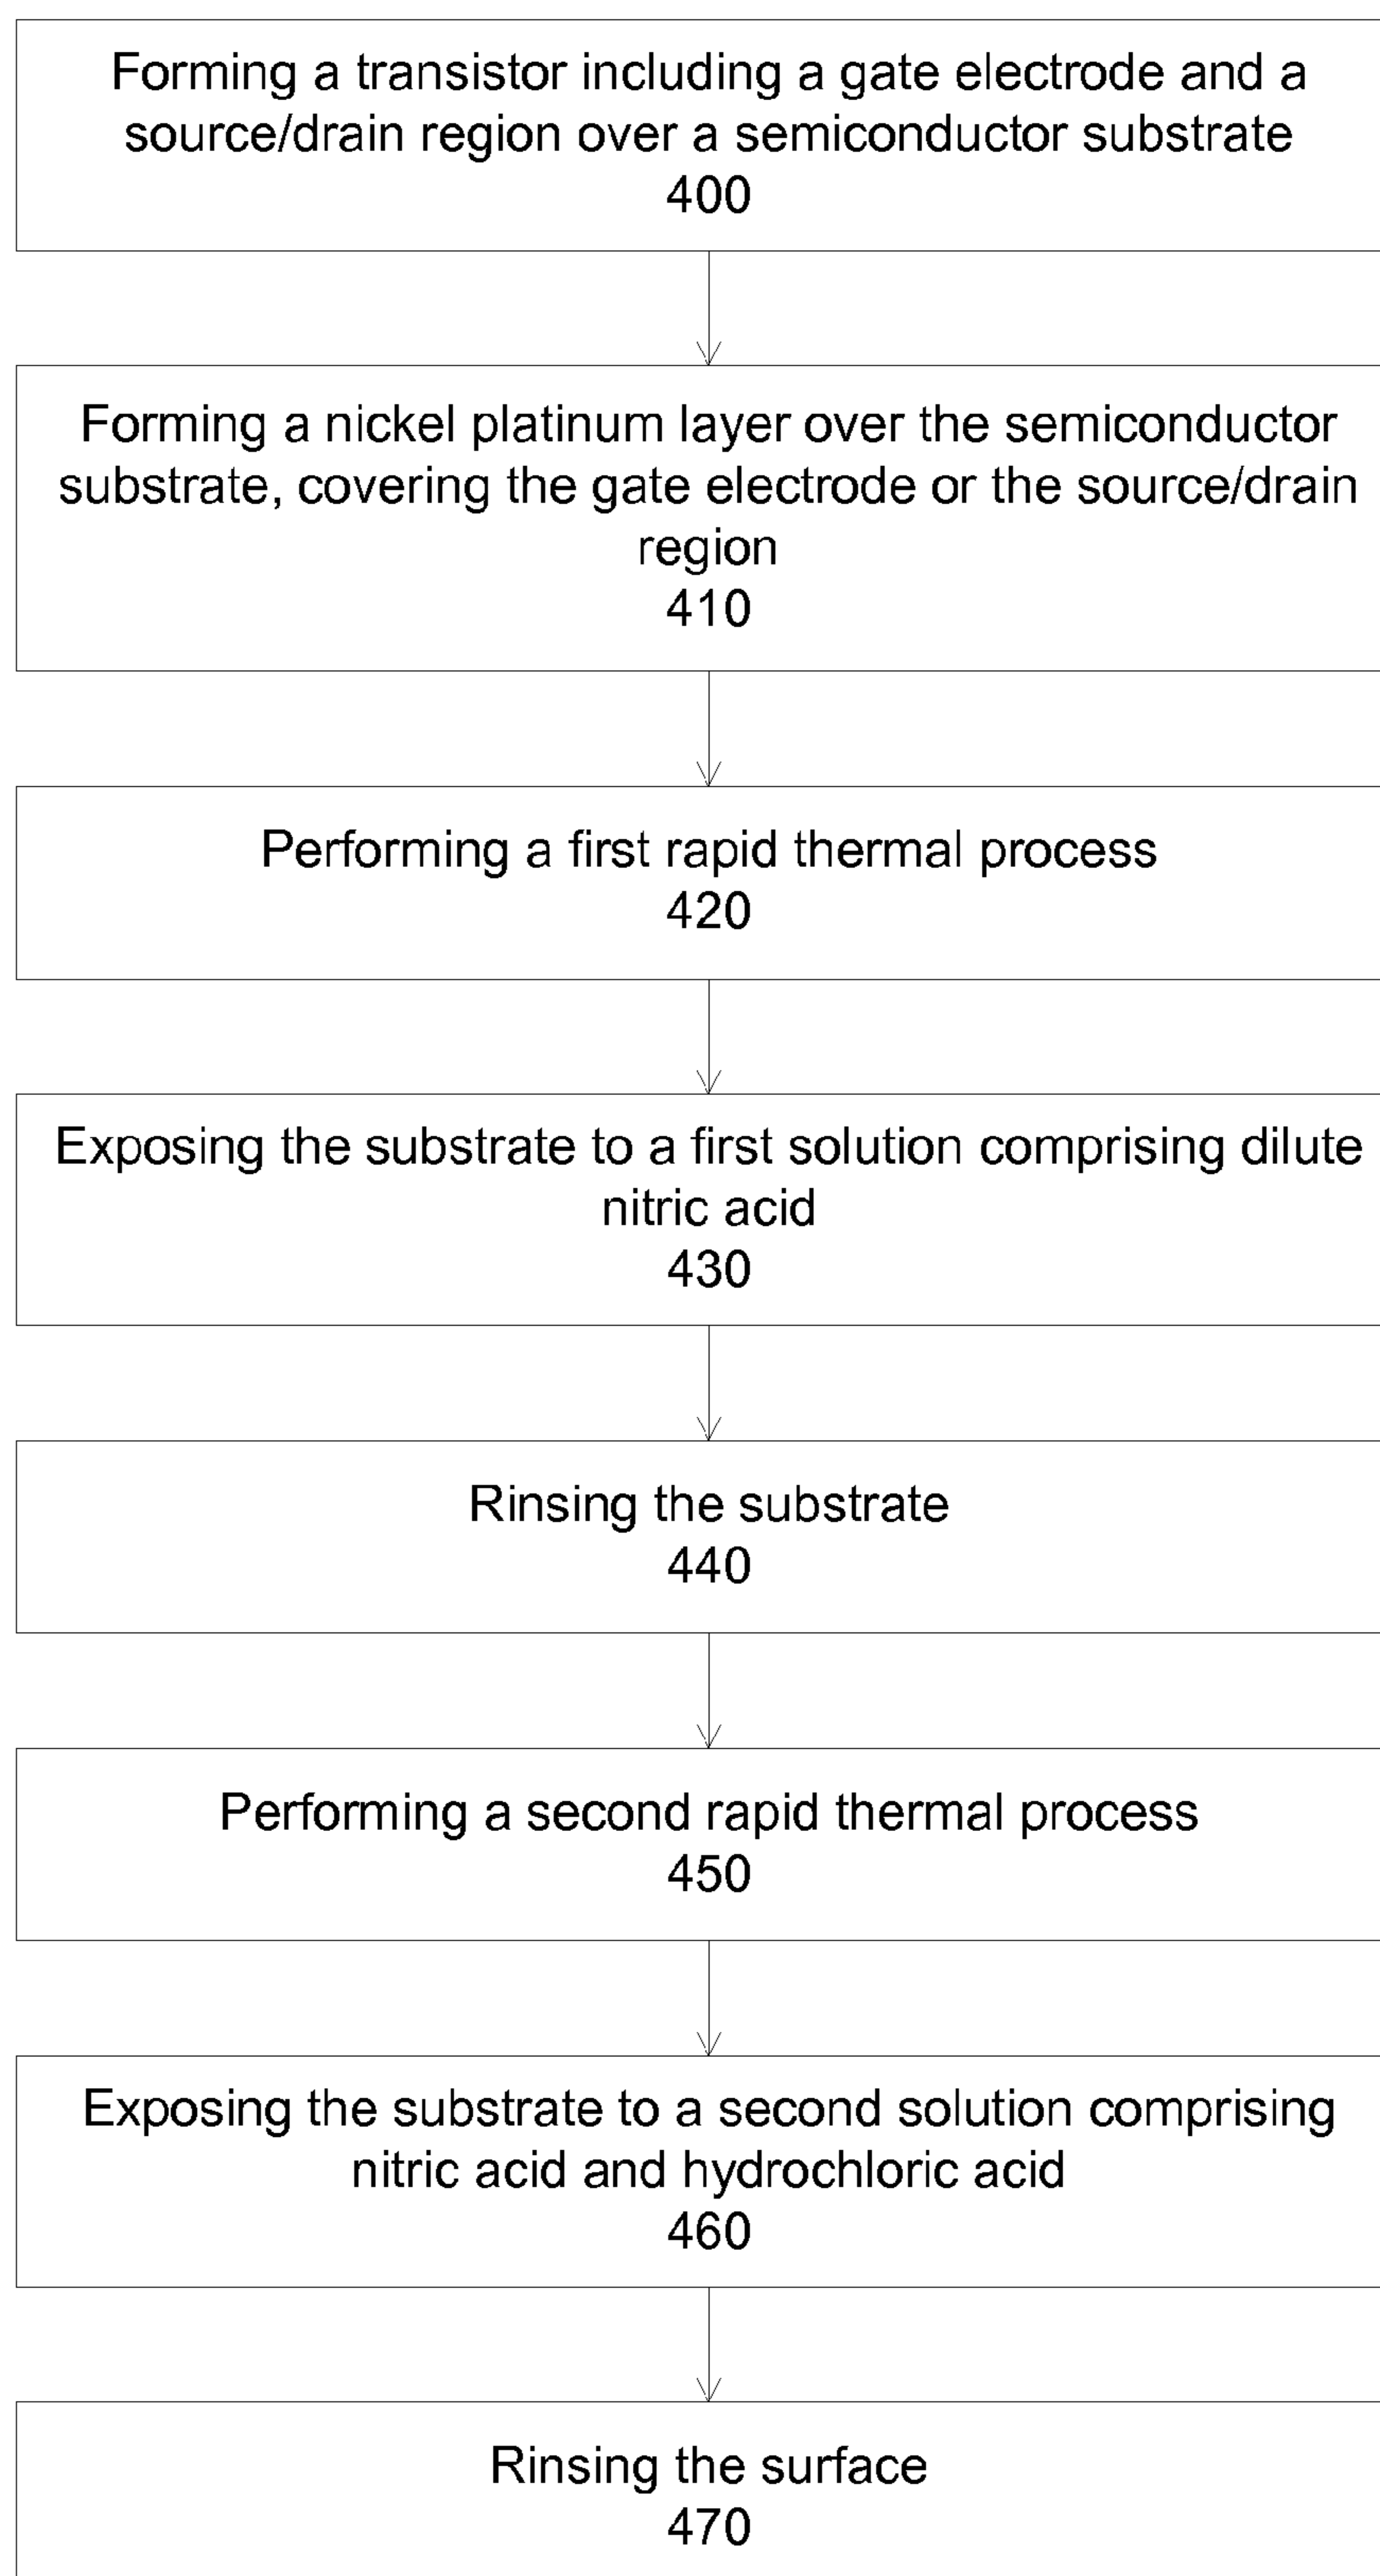 Forming a transistor including a gate electrode and a
source/drain region over a semiconductor substrate
400
Forming a nickel platinum layer over the semiconductor
substrate, covering the gate electrode or the source/drain
region
410
Performing a first rapid thermal process
420
Exposing the substrate to a first solution comprising dilute
nitric acid
430
Rinsing the substrate
440
Performing a second rapid thermal process
450
Exposing the substrate to a second solution comprising
nitric acid and hydrochloric acid
460
Rinsing the surface
470